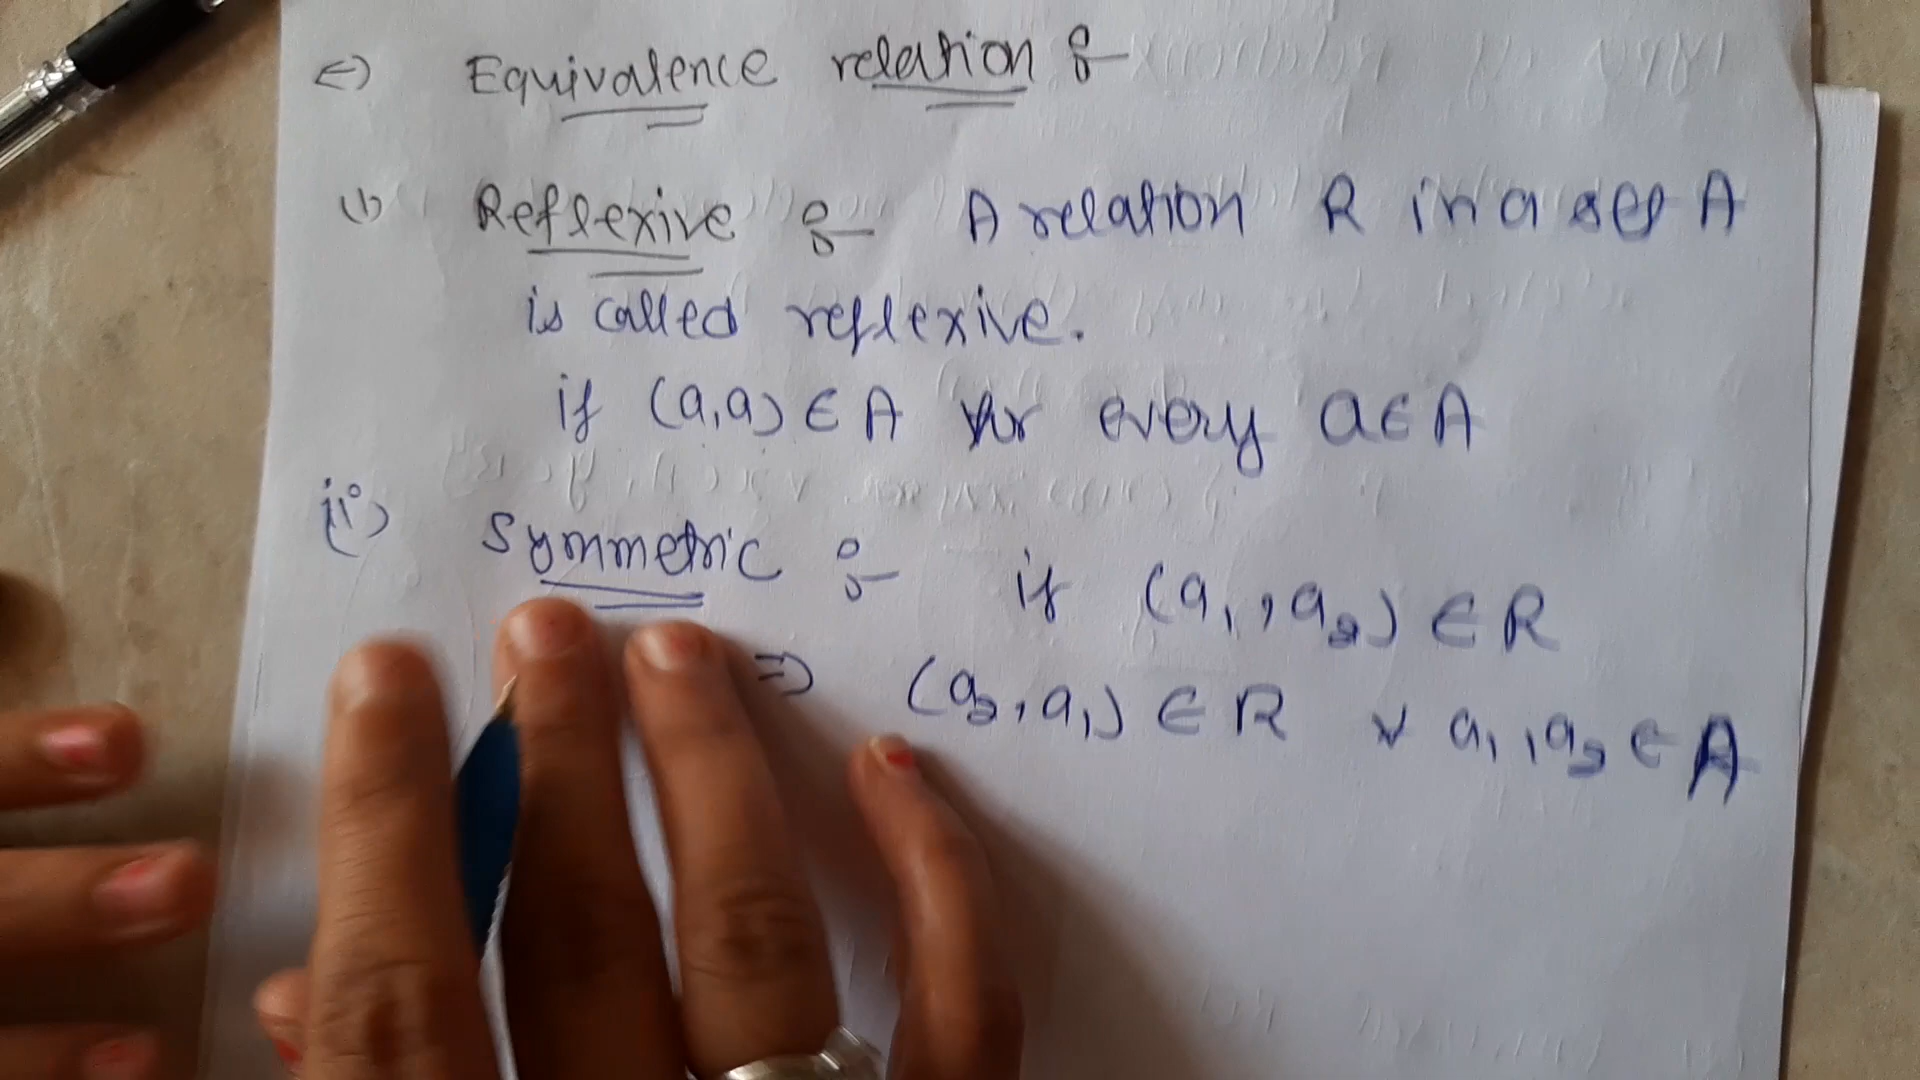 ⇔ Equivalence relation :-
(i) Reflexive :- A relation R in a set A
is called reflexive.
if (a,a) ∈ A for every a ∈ A
(ii) Symmetric :- if (a₁, a₂) ∈ R
⇒ (a₂, a₁) ∈ R ∀ a₁, a₂ ∈ A